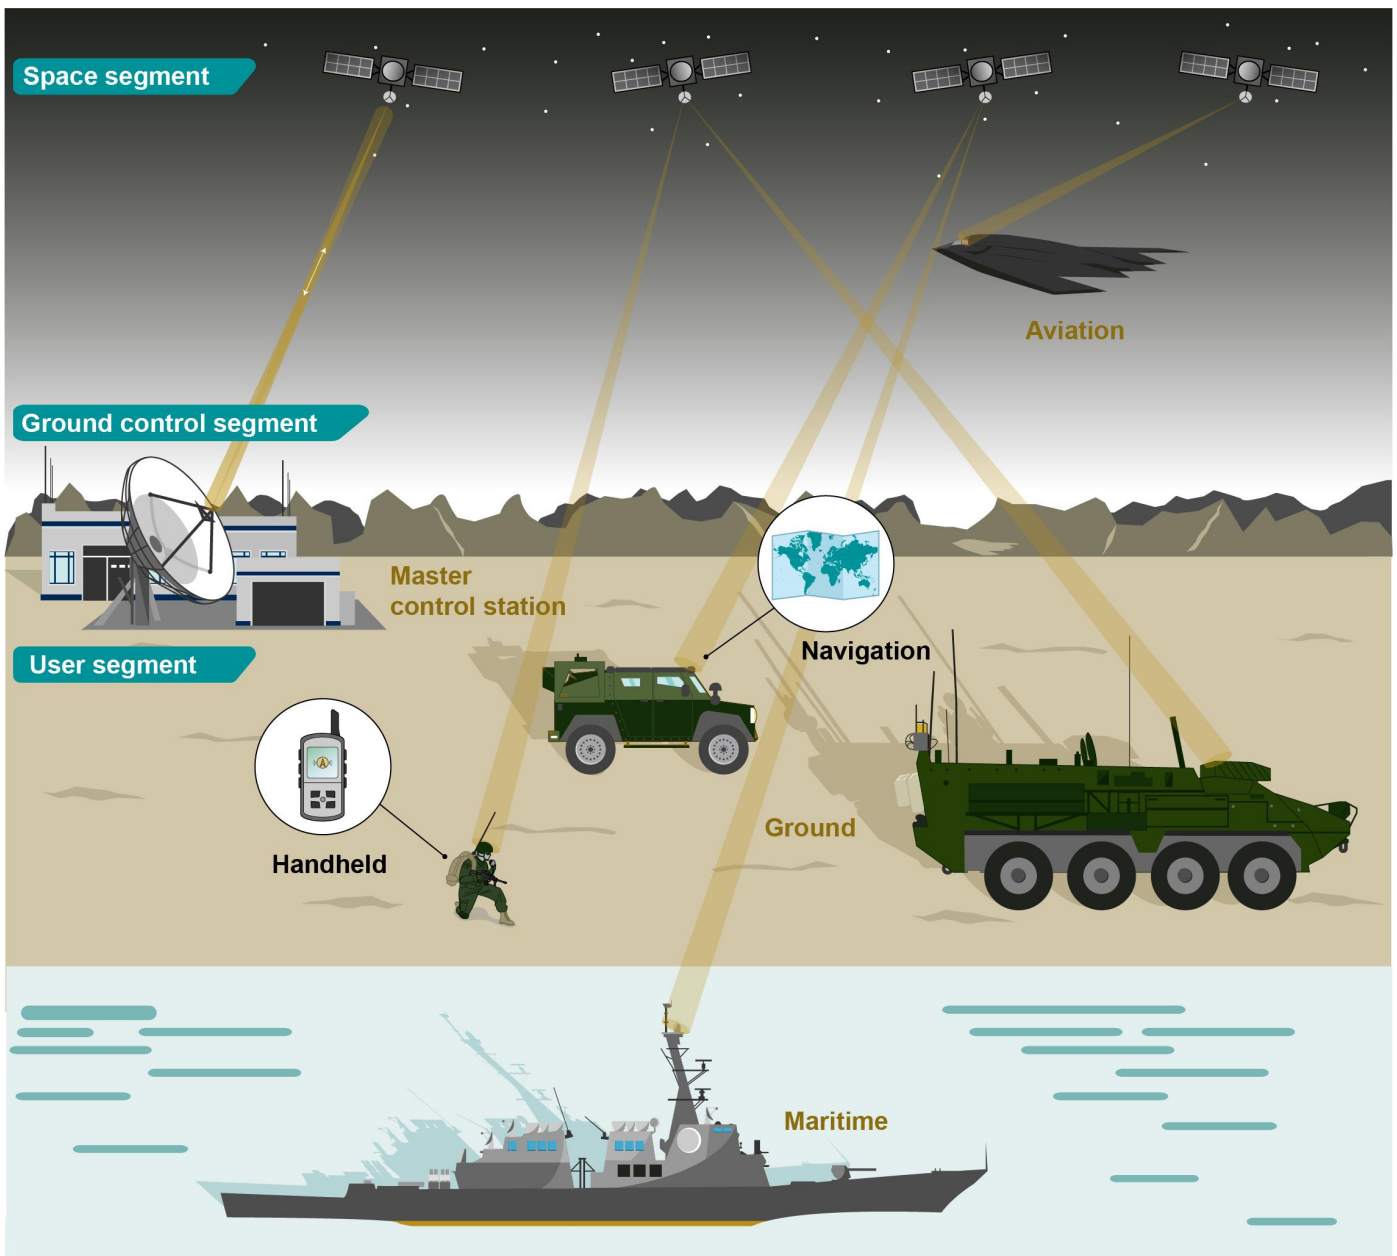 Space segment
Aviation
Ground control segment
Master
control station
User segment
Navigation
A
Handheld
Ground
Maritime